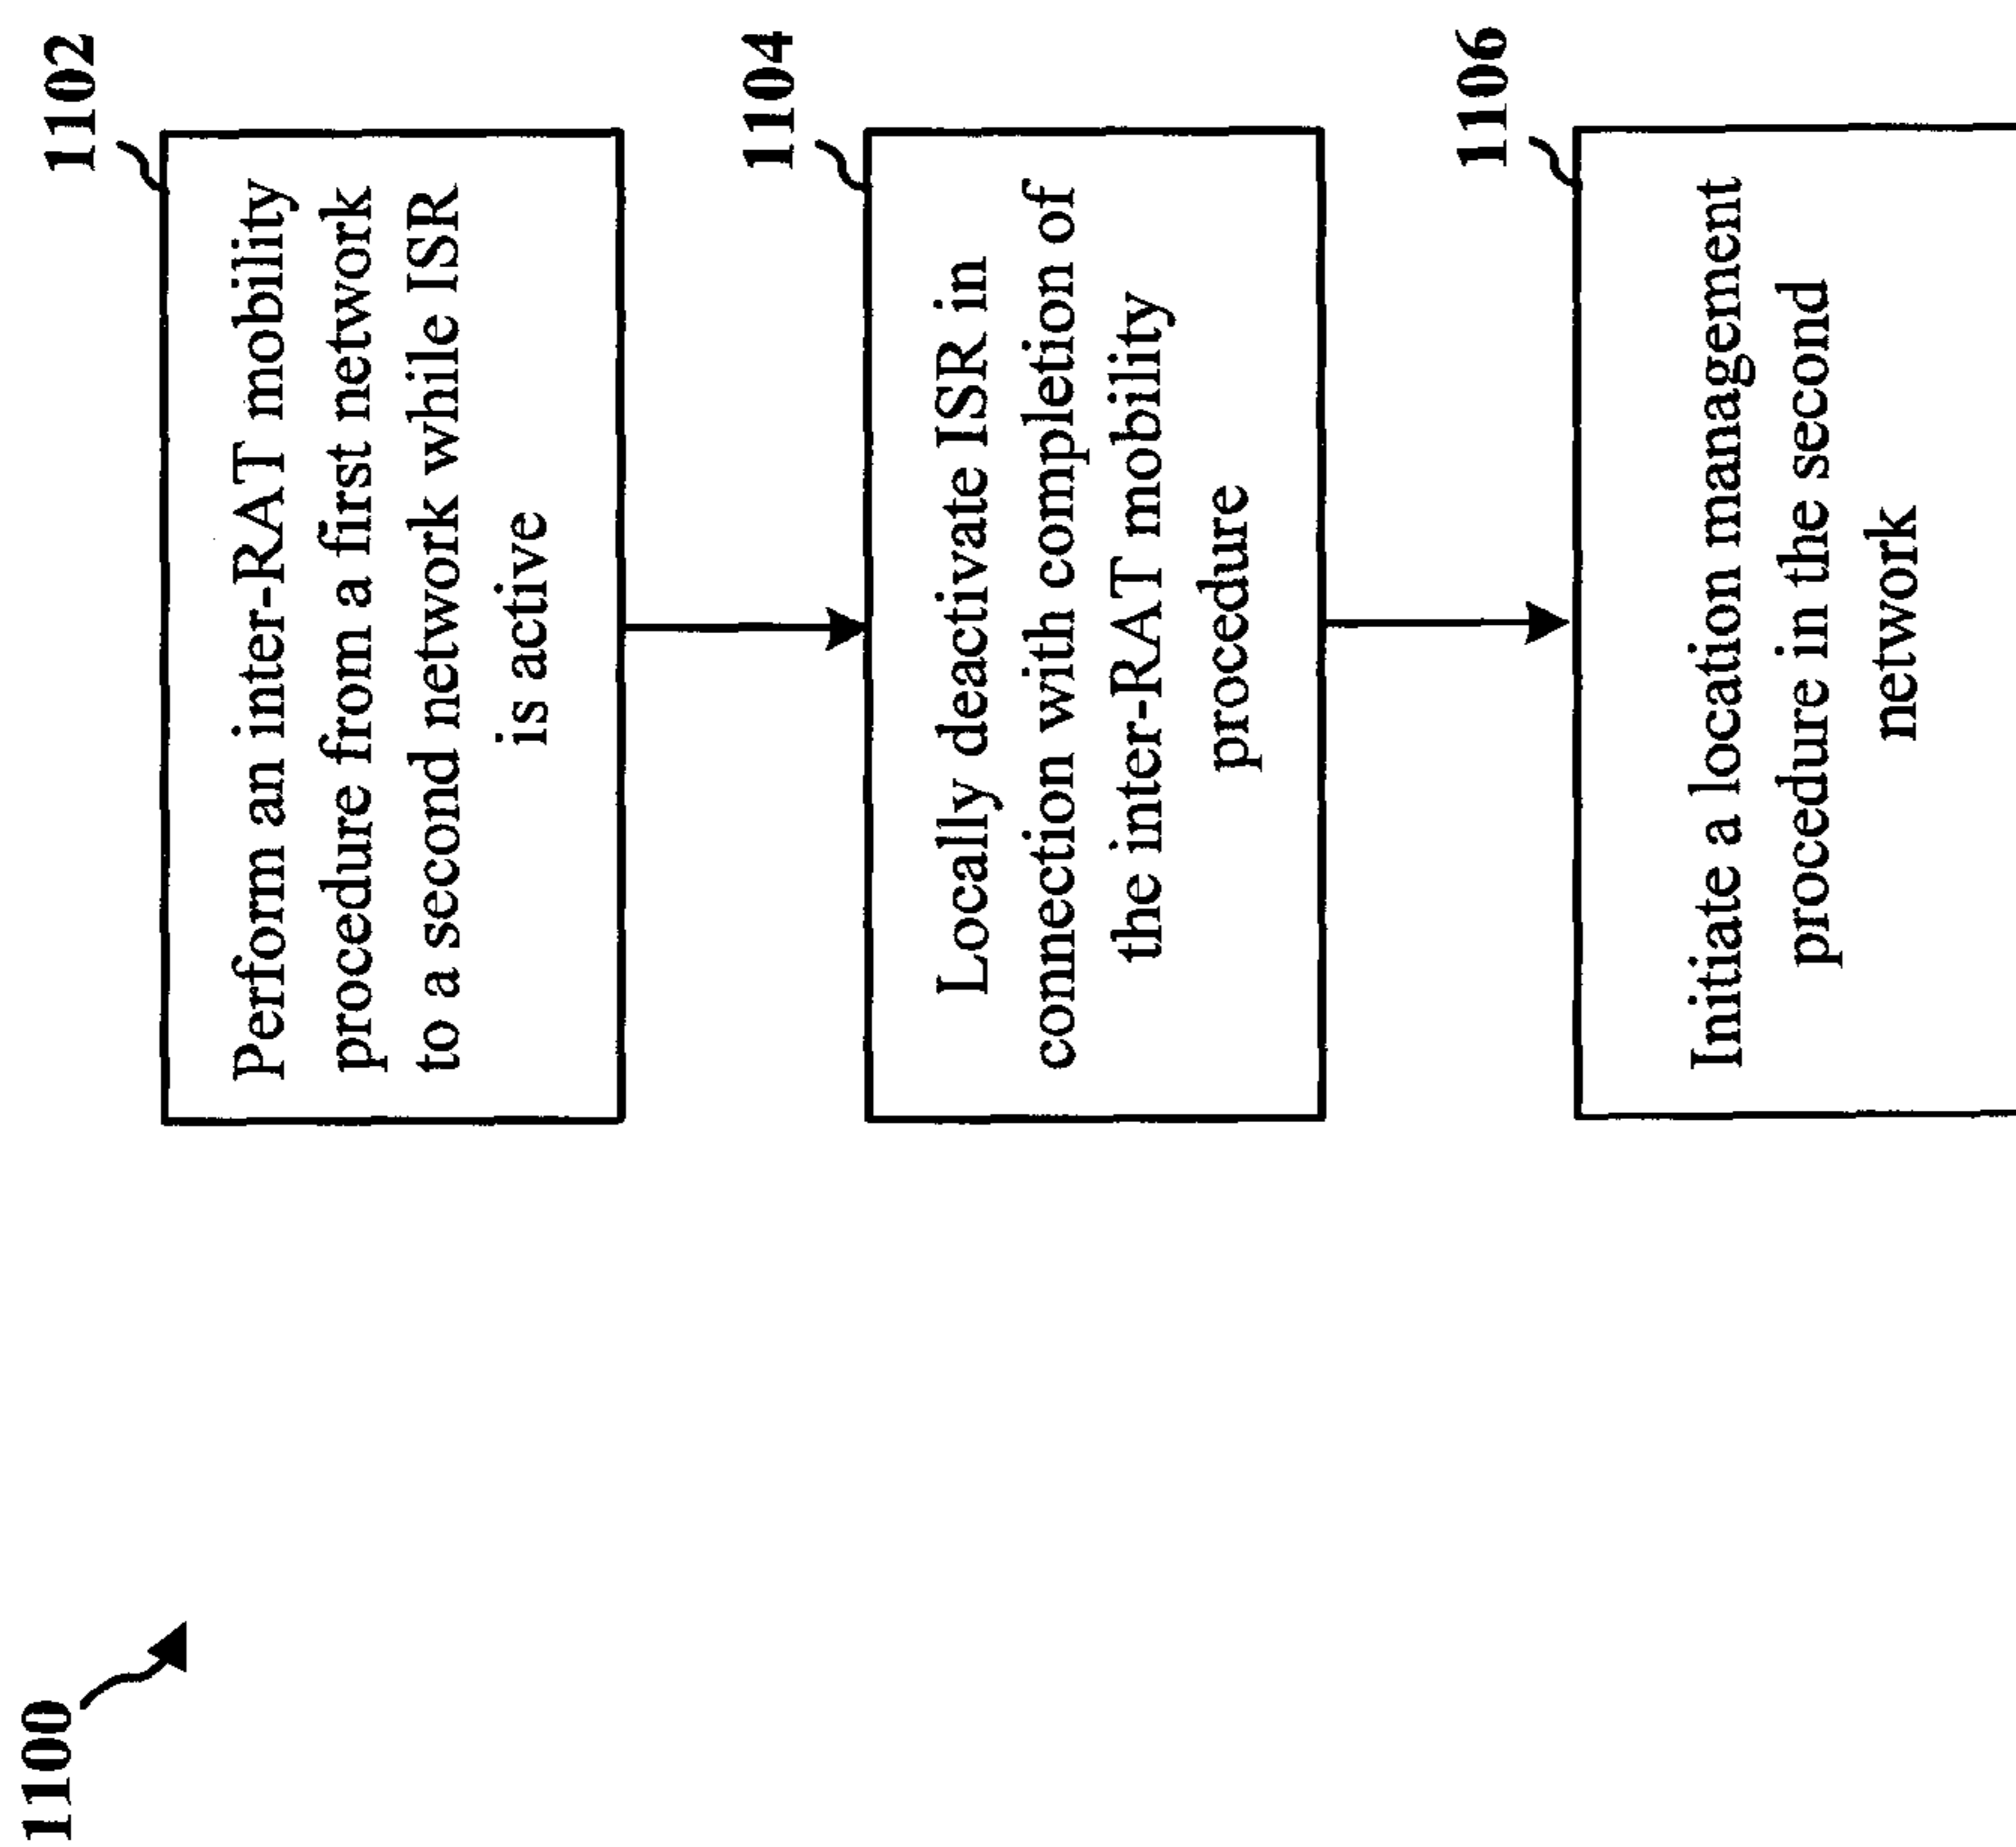 1100
1102
Perform an inter-RAT mobility
procedure from a first network
to a second network while ISR
is active
1104
Locally deactivate ISR in
connection with completion of
the inter-RAT mobility
procedure
1106
Initiate a location management
procedure in the second
network